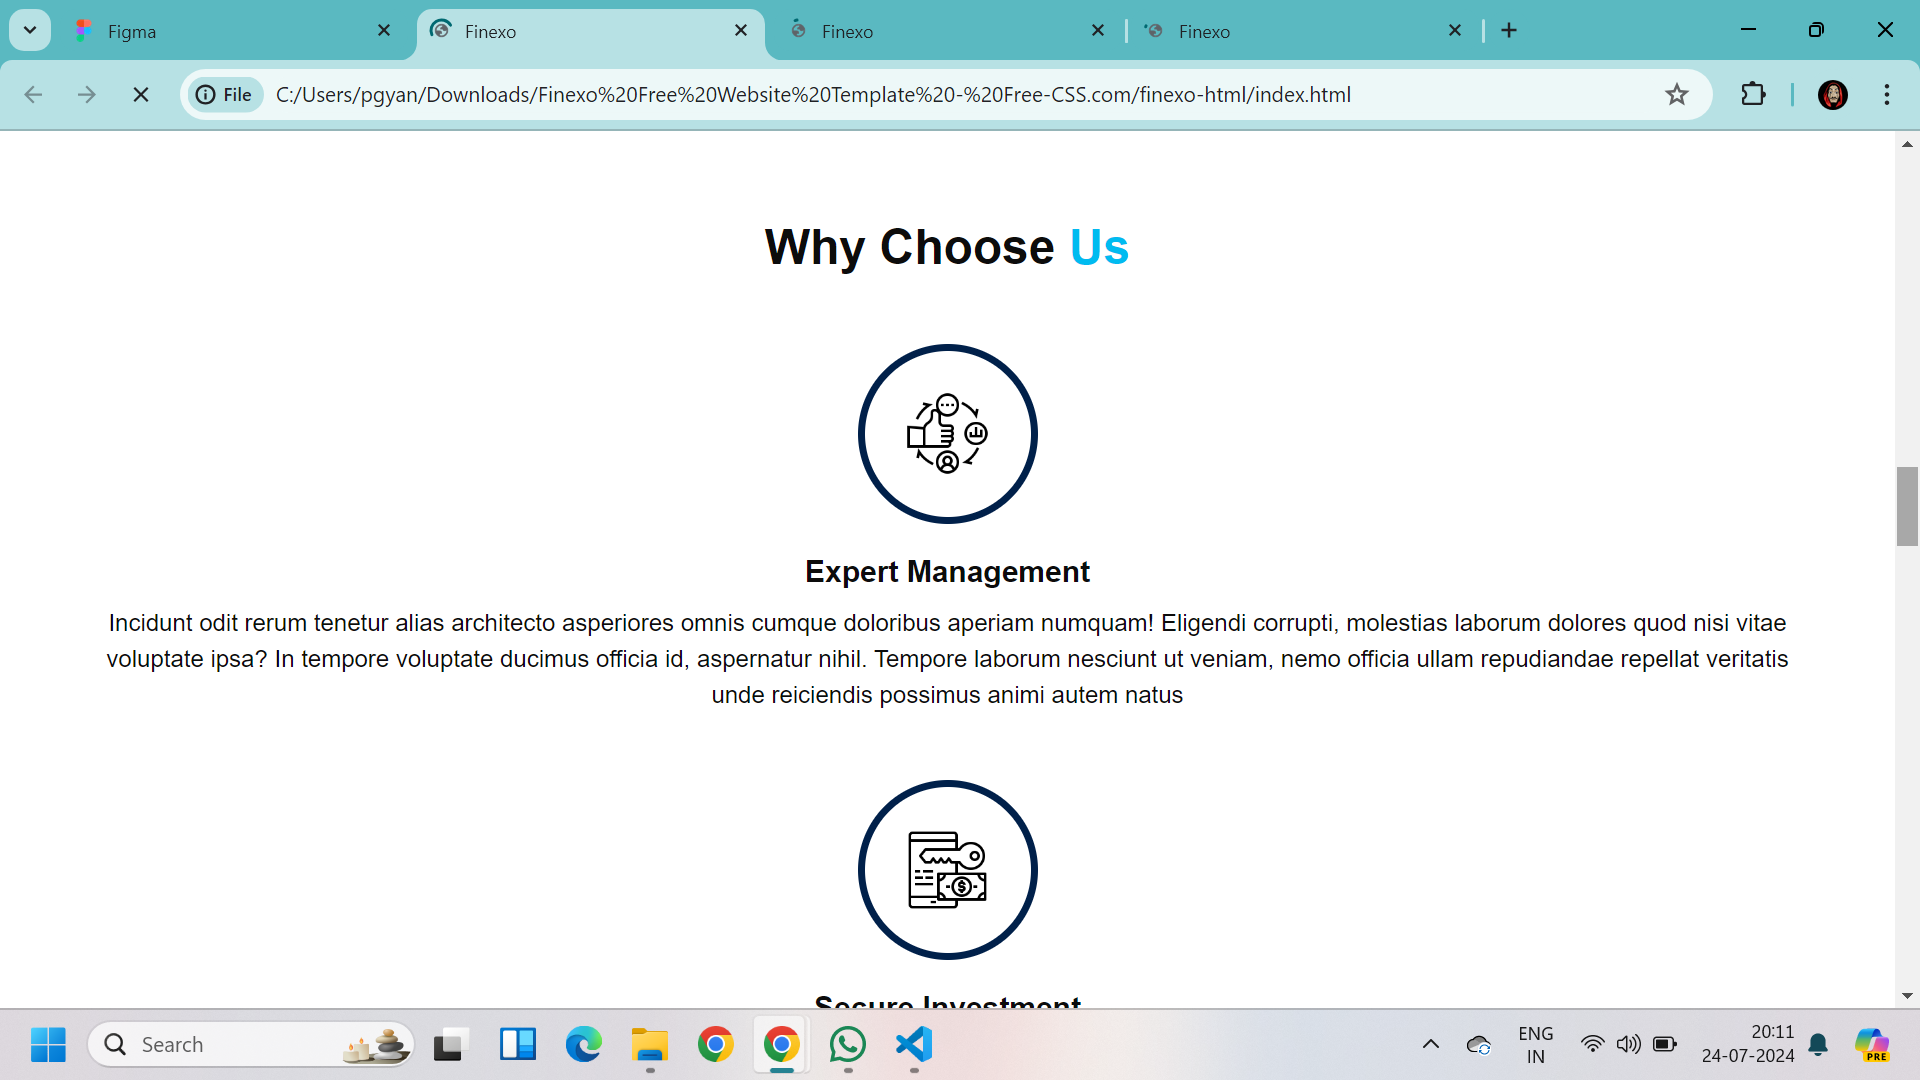 Figma
Finexo
Finexo
Finexo
File
C:/Users/pgyan/Downloads/Finexo%20Free%20Website%20Template%20-%20Free-CSS.com/finexo-html/index.html
Why Choose Us
Expert Management
Incidunt odit rerum tenetur alias architecto asperiores omnis cumque doloribus aperiam numquam! Eligendi corrupti, molestias laborum dolores quod nisi vitae
voluptate ipsa? In tempore voluptate ducimus officia id, aspernatur nihil. Tempore laborum nesciunt ut veniam, nemo officia ullam repudiandae repellat veritatis
unde reiciendis possimus animi autem natus
$
Secure Investment
Search
ENG
IN
20:11
24-07-2024
PRE